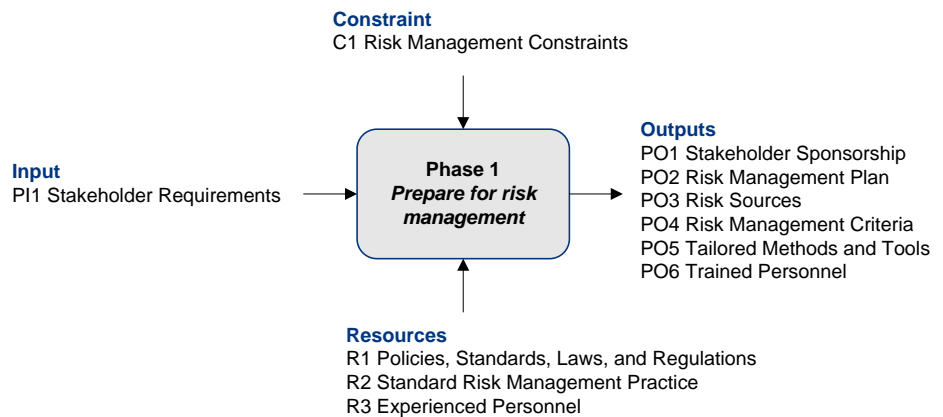 Constraint
C1 Risk Management Constraints
Input
PI1 Stakeholder Requirements
Phase 1
Prepare for risk
management
Outputs
PO1 Stakeholder Sponsorship
PO2 Risk Management Plan
PO3 Risk Sources
PO4 Risk Management Criteria
PO5 Tailored Methods and Tools
PO6 Trained Personnel
Resources
R1 Policies, Standards, Laws, and Regulations
R2 Standard Risk Management Practice
R3 Experienced Personnel